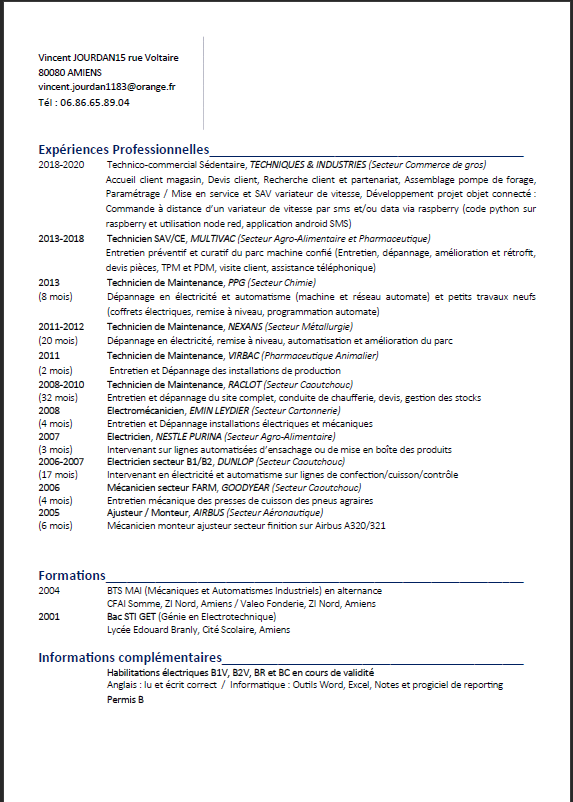 Vincent JOURDAN15 rue Voltaire
80080 AMIENS
vincent.jourdan1183@orange.fr
Tél : 06.86.65.89.04
Expériences Professionnelles
2018-2020 Technico-commercial Sédentaire, TECHNIQUES & INDUSTRIES (Secteur Commerce de gros)
Accueil client magasin, Devis client, Recherche client et partenariat, Assemblage pompe de forage,
Paramétrage / Mise en service et SAV variateur de vitesse, Développement projet objet connecté :
Commande à distance d'un variateur de vitesse par sms et/ou data via raspberry (code python sur
raspberry et utilisation node red, application android SMS)
2013-2018 Technicien SAV/CE, MULTIVAC (Secteur Agro-Alimentaire et Pharmaceutique)
Entretien préventif et curatif du parc machine confié (Entretien, dépannage, amélioration et rétrofit,
devis pièces, TPM et PDM, visite client, assistance téléphonique)
2013 Technicien de Maintenance, PPG (Secteur Chimie)
(8 mois) Dépannage en électricité et automatisme (machine et réseau automate) et petits travaux neufs
(coffrets électriques, remise à niveau, programmation automate)
2011-2012 Technicien de Maintenance, NEXANS (Secteur Métallurgie)
(20 mois) Dépannage en électricité, remise à niveau, automatisation et amélioration du parc
2011 Technicien de Maintenance, VIRBAC (Pharmaceutique Animalier)
(2 mois) Entretien et Dépannage des installations de production
2008-2010 Technicien de Maintenance, RACLOT (Secteur Caoutchouc)
(32 mois) Entretien et dépannage du site complet, conduite de chaufferie, devis, gestion des stocks
2008 Electromécanicien, EMIN LEYDIER (Secteur Cartonnerie)
(4 mois) Entretien et Dépannage installations électriques et mécaniques
2007 Electricien, NESTLE PURINA (Secteur Agro-Alimentaire)
(3 mois) Intervenant sur lignes automatisées d'ensachage ou de mise en boîte des produits
2006-2007 Electricien secteur B1/B2, DUNLOP (Secteur Caoutchouc)
(17 mois) Intervenant en électricité et automatisme sur lignes de confection/cuisson/contrôle
2006 Mécanicien secteur FARM, GOODYEAR (Secteur Caoutchouc)
(4 mois) Entretien mécanique des presses de cuisson des pneus agraires
2005 Ajusteur / Monteur, AIRBUS (Secteur Aéronautique)
(6 mois) Mécanicien monteur ajusteur secteur finition sur Airbus A320/321
Formations
2004 BTS MAI (Mécaniques et Automatismes Industriels) en alternance
CFAI Somme, ZI Nord, Amiens / Valeo Fonderie, ZI Nord, Amiens
2001 Bac STI GET (Génie en Electrotechnique)
Lycée Edouard Branly, Cité Scolaire, Amiens
Informations complémentaires
Habilitations électriques B1V, B2V, BR et BC en cours de validité
Anglais : lu et écrit correct / Informatique : Outils Word, Excel, Notes et progiciel de reporting
Permis B